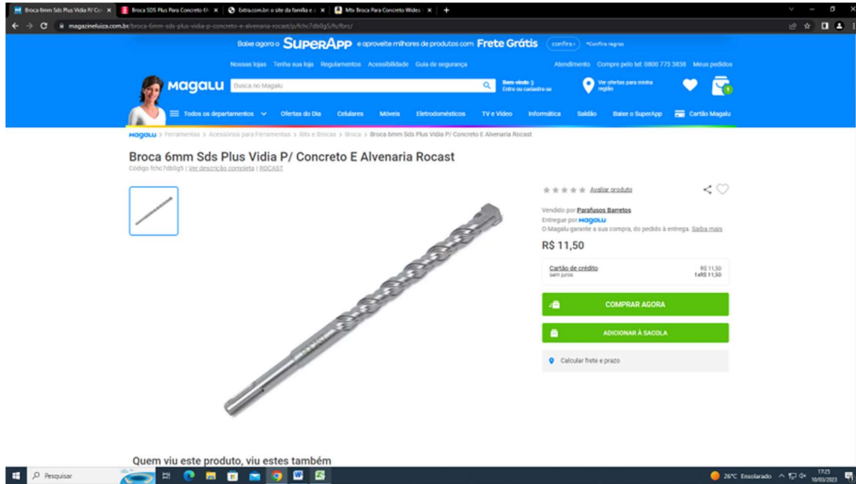 Broca 6mm Sds Plus Vidia P/ Con
Broca SDS Plus Para Concreto 6
Extra.com.br: o site da família e
Mtx Broca Para Concreto Widea
magazineluiza.com.br/broca-6mm-sds-plus-vidia-p-concreto-e-alvenaria-rocast/p/fchc7db0g5/fs/fbro/
Baixe agora o SUPERAPP e aproveite milhares de produtos com Frete Grátis confira › *Confira regras
Nossas lojas Tenha sua loja Regulamentos Acessibilidade Guia de segurança Atendimento Compre pelo tel: 0800 773 3838 Meus pedidos
MAGALU Busca no Magalu Bem-vindo :) Entre ou cadastre-se Ver ofertas para minha região 1
Todos os departamentos Ofertas do Dia Celulares Móveis Eletrodomésticos TV e Vídeo Informática Saldão Baixe o SuperApp Cartão Magalu
MAGALU > Ferramentas > Acessórios para Ferramentas > Bits e Brocas > Broca > Broca 6mm Sds Plus Vidia P/ Concreto E Alvenaria Rocast
Broca 6mm Sds Plus Vidia P/ Concreto E Alvenaria Rocast
Código fchc7db0g5 | Ver descrição completa | ROCAST
Avaliar produto
Vendido por Parafusos Barretos
Entregue por MAGALU
O Magalu garante a sua compra, do pedido à entrega. Saiba mais
R$ 11,50
Cartão de crédito R$ 11,50
sem juros 1xR$ 11,50
COMPRAR AGORA
ADICIONAR À SACOLA
Calcular frete e prazo
Quem viu este produto, viu estes também
Pesquisar
26°C Ensolarado
17:25
10/03/2023